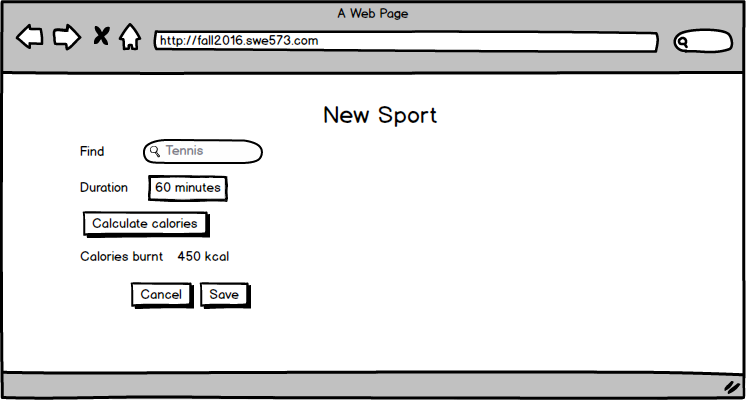 A Web Page
http://fall2016.swe573.com
New Sport
Find Tennis
Duration 60 minutes
Calculate calories
Calories burnt 450 kcal
Cancel Save